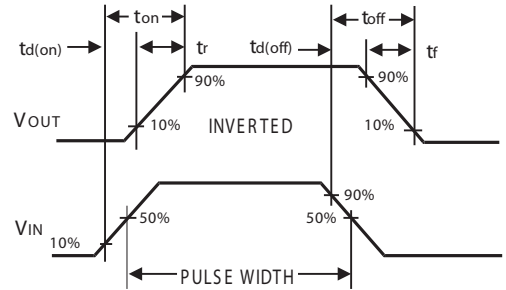 ton
toff
td(on)
tr
td(off)
tf
90%
90%
VOUT
10%
INVERTED
10%
90%
VIN
50%
50%
10%
PULSE WIDTH